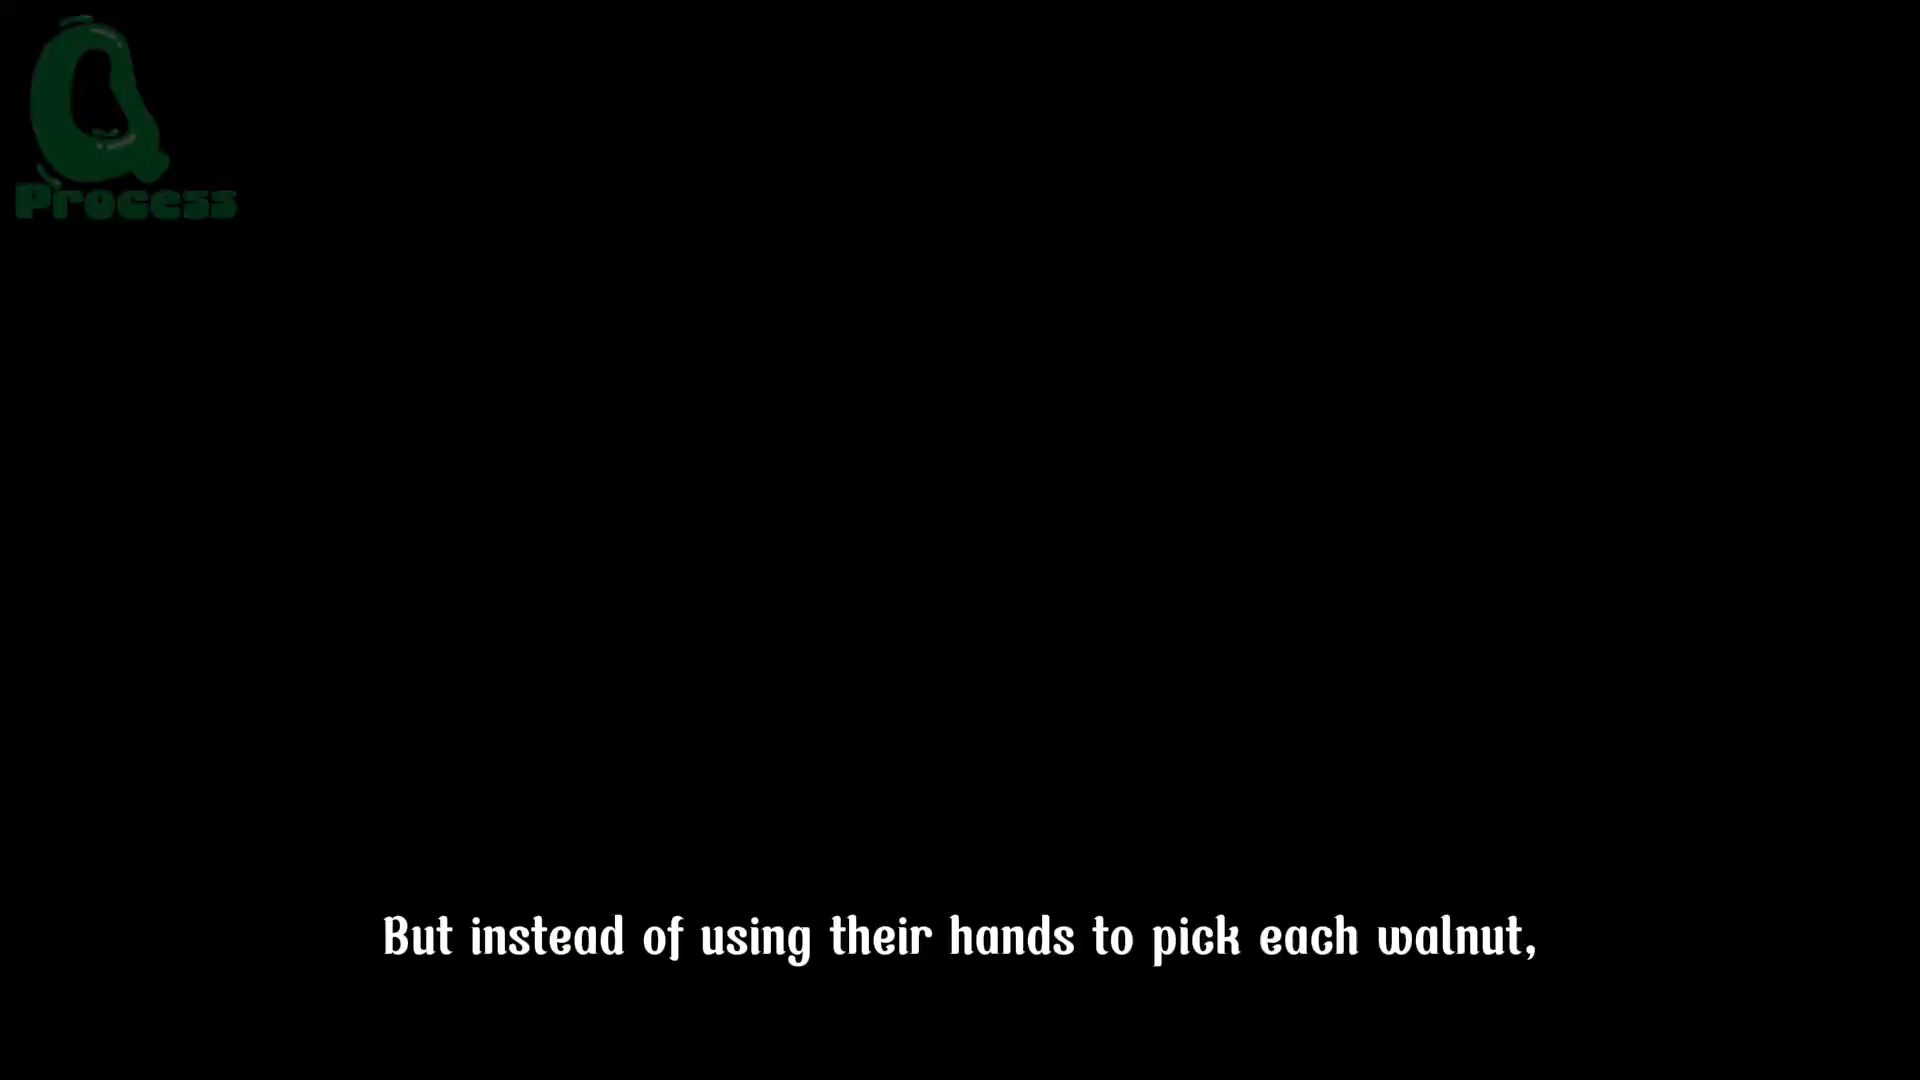 Q
Process
But instead of using their hands to pick each walnut,